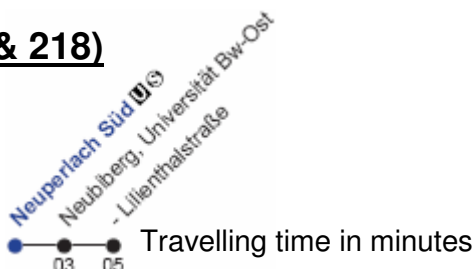 & 218)
Neuperlach Süd U S
Neubiberg, Universität Bw-Ost
- Lilienthalstraße
Travelling time in minutes
03 05